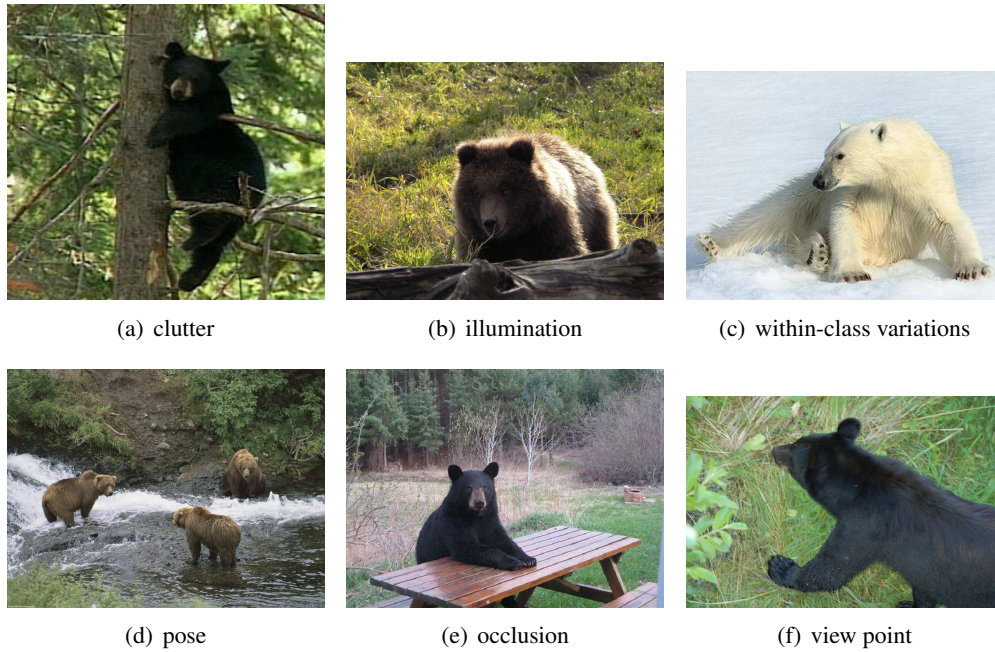 (a) clutter
(b) illumination
(c) within-class variations
(d) pose
(e) occlusion
(f) view point